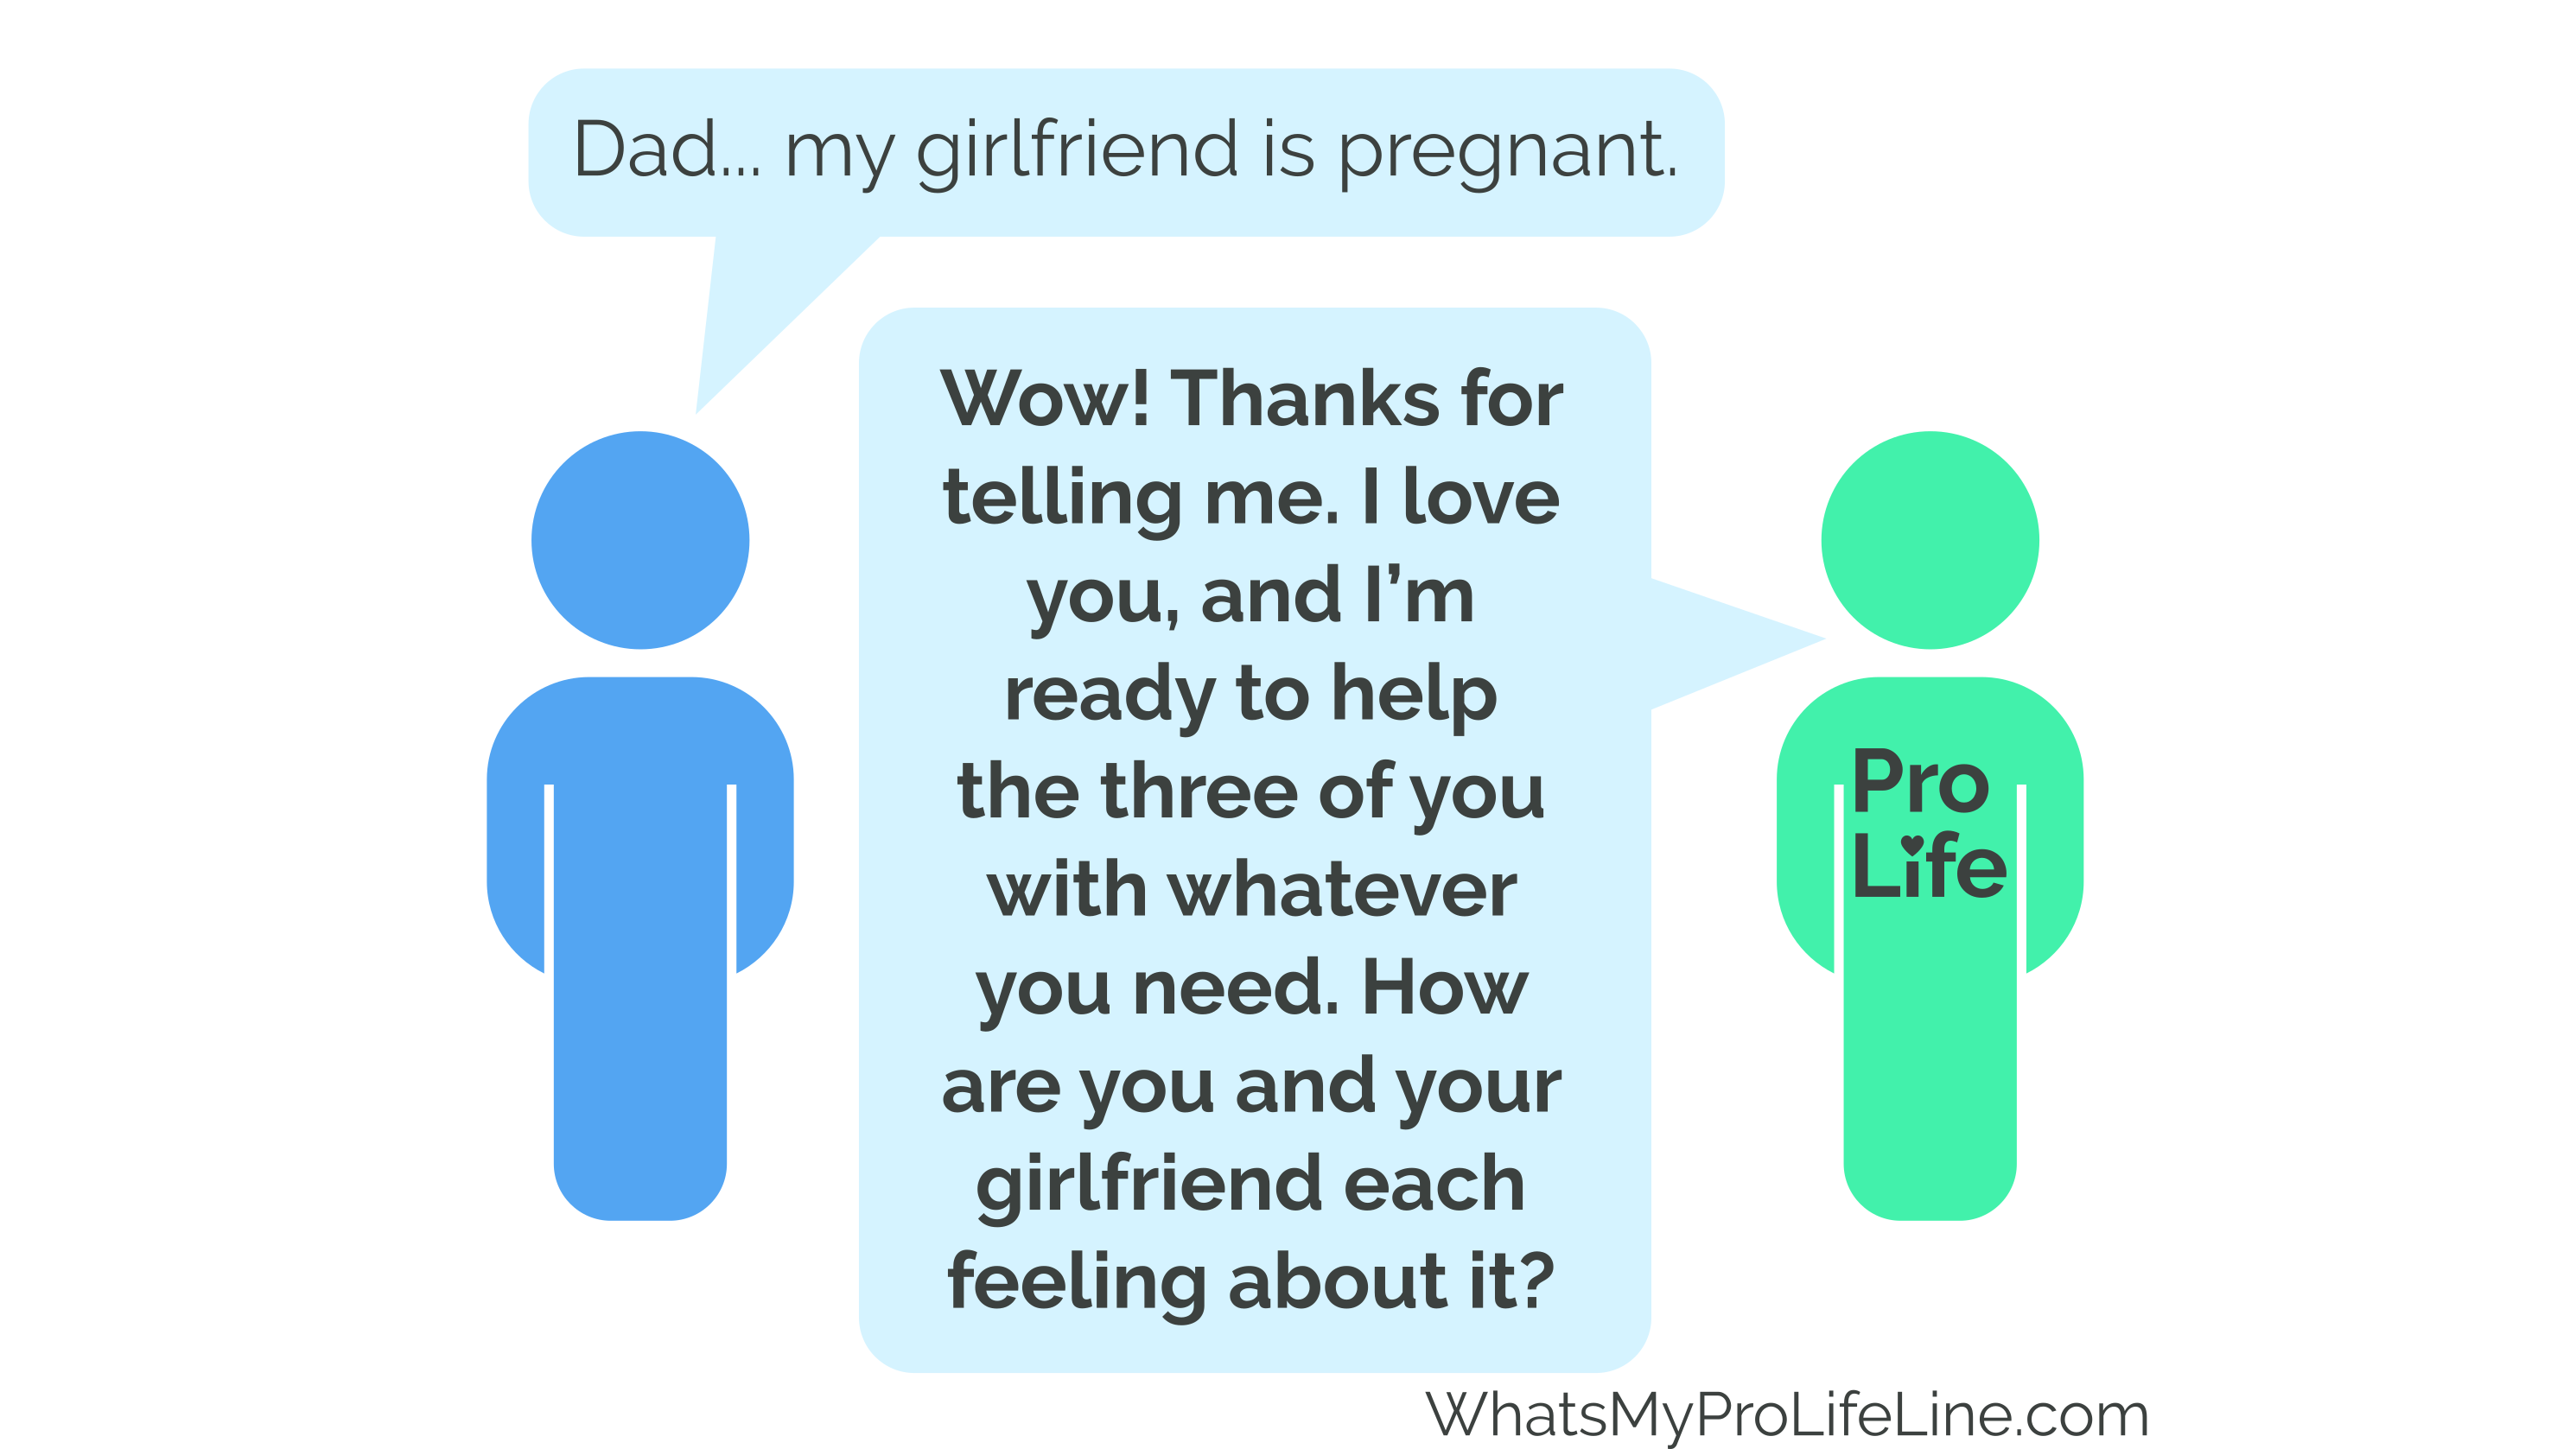 Dad... my girlfriend is pregnant.
Wow! Thanks for
telling me. I love
you, and I’m
ready to help
the three of you
with whatever
you need. How
are you and your
girlfriend each
feeling about it?
Pro
Life
WhatsMyProLifeLine.com